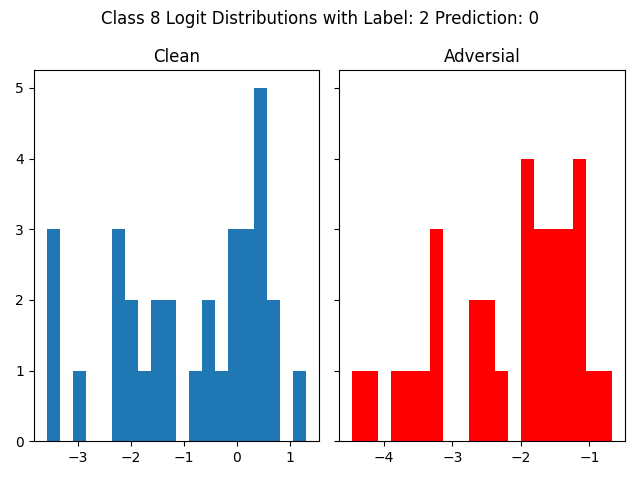 Class 8 Logit Distributions with Label: 2 Prediction: 0
Clean
Adversial
5
4
3
2
1
0
−3 −2 −1 0 1
−4 −3 −2 −1